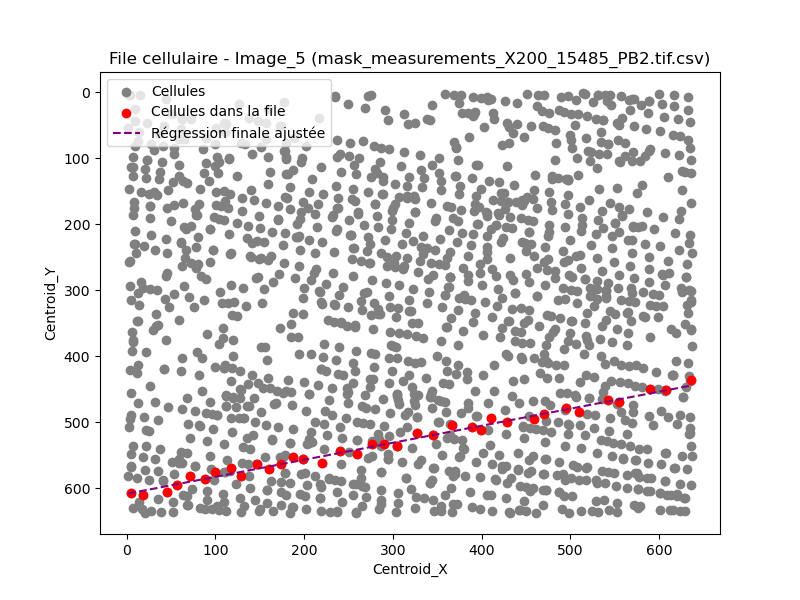 File cellulaire - Image_5 (mask_measurements_X200_15485_PB2.tif.csv)
Cellules
Cellules dans la file
Régression finale ajustée
0
100
200
300
400
500
600
Centroid_Y
0 100 200 300 400 500 600
Centroid_X